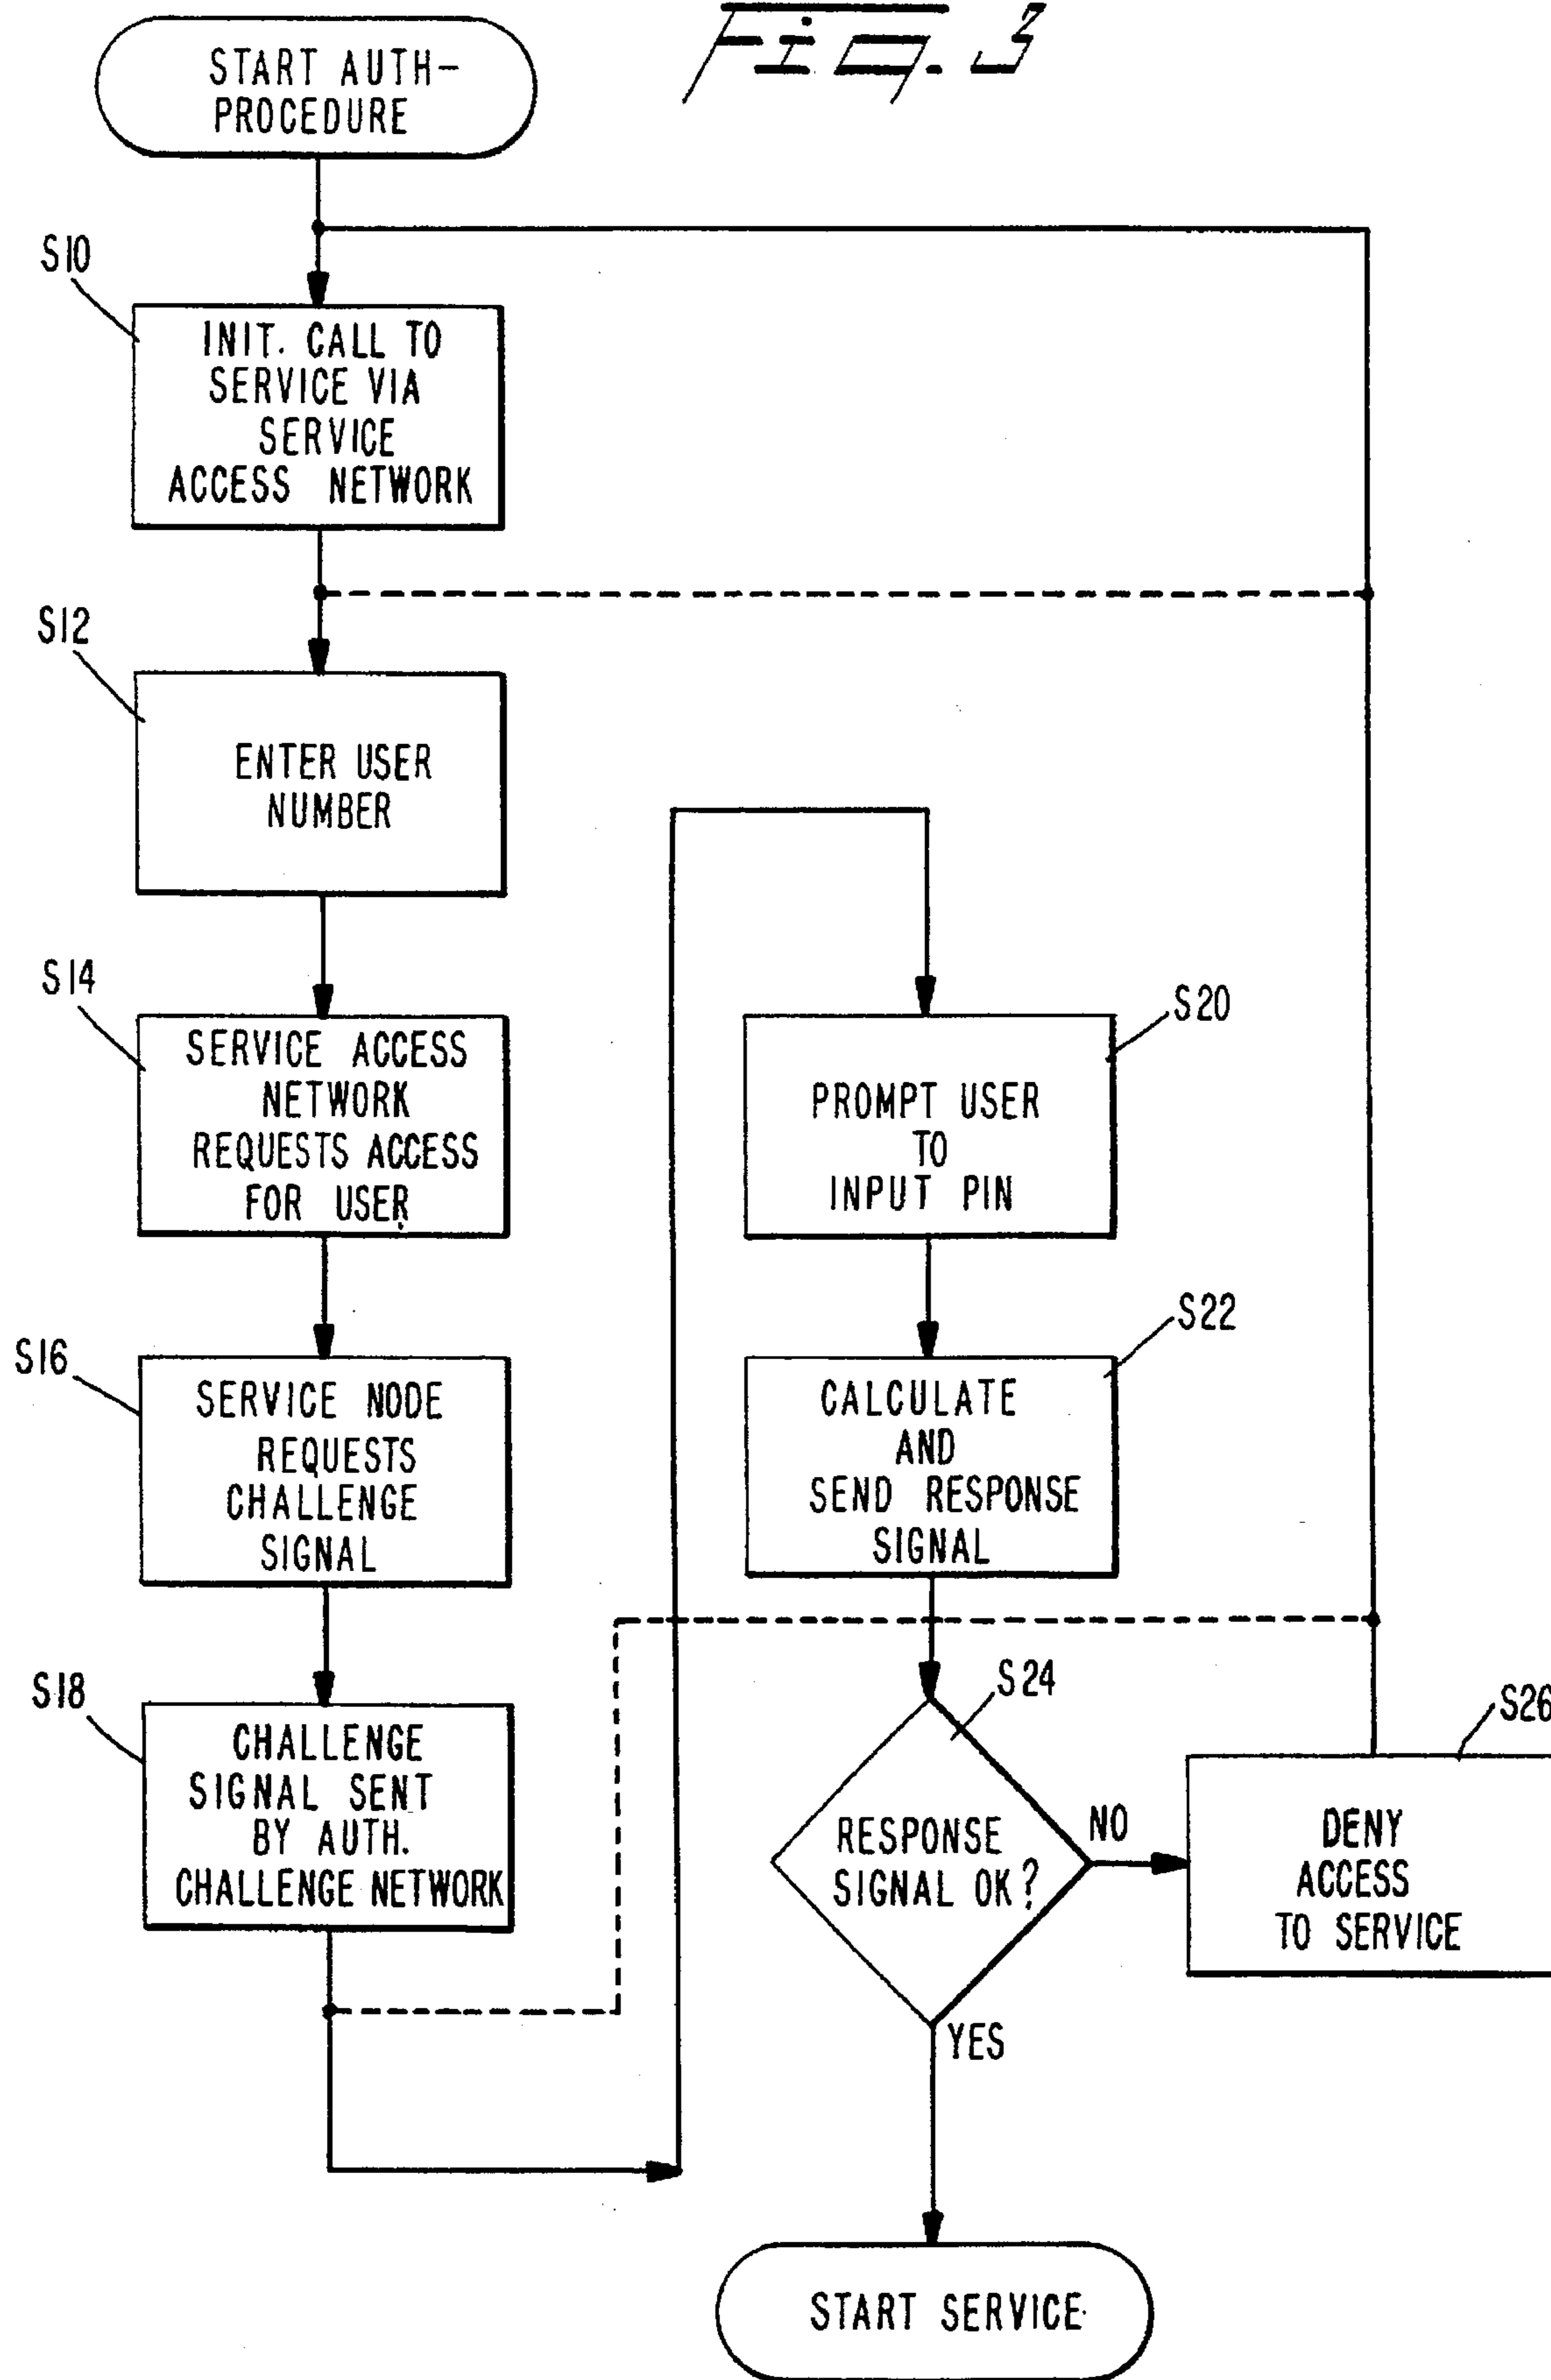 Fig. 3
START AUTH-
PROCEDURE
S10
INIT. CALL TO
SERVICE VIA
SERVICE
ACCESS NETWORK
S12
ENTER USER
NUMBER
S14
SERVICE ACCESS
NETWORK
REQUESTS ACCESS
FOR USER
S16
SERVICE NODE
REQUESTS
CHALLENGE
SIGNAL
S18
CHALLENGE
SIGNAL SENT
BY AUTH.
CHALLENGE NETWORK
S20
PROMPT USER
TO
INPUT PIN
S22
CALCULATE
AND
SEND RESPONSE
SIGNAL
S24
RESPONSE
SIGNAL OK?
NO
YES
S26
DENY
ACCESS
TO SERVICE
START SERVICE